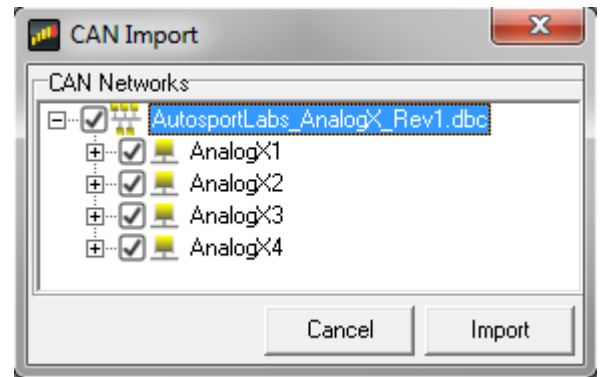 CAN Import
CAN Networks
AutosportLabs_AnalogX_Rev1.dbc
AnalogX1
AnalogX2
AnalogX3
AnalogX4
Cancel
Import